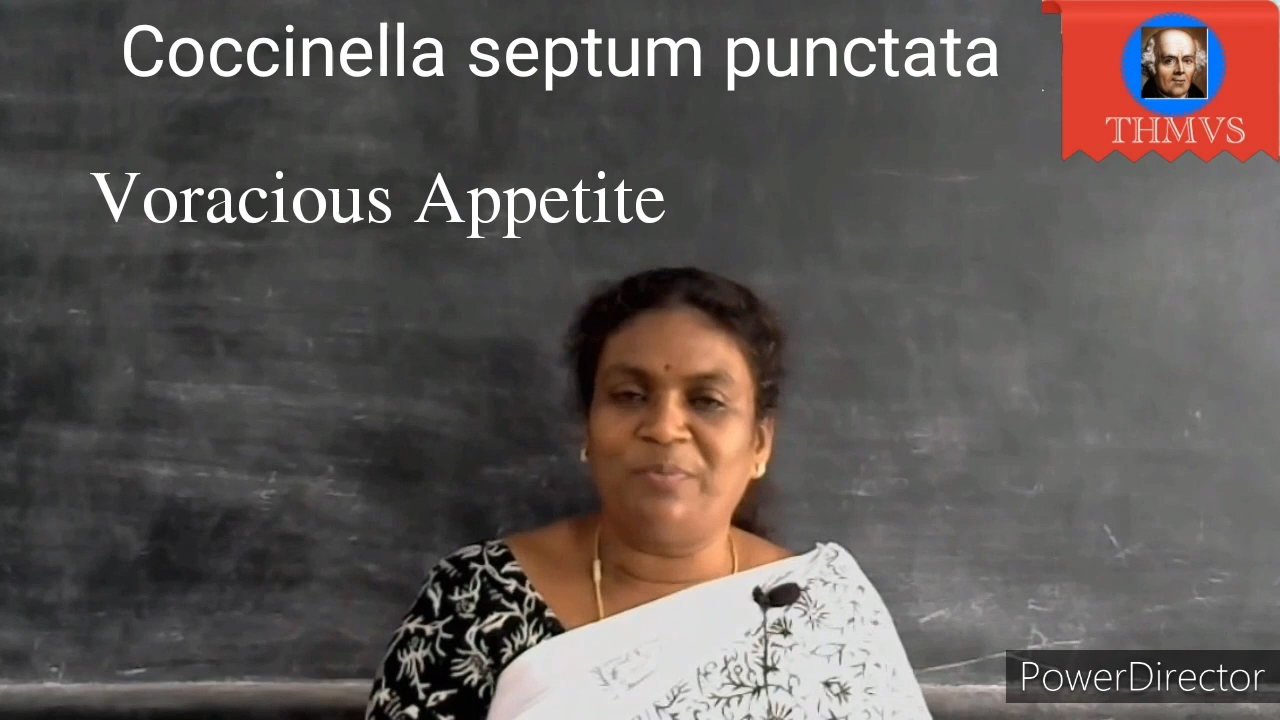 Coccinella septum punctata
THMVS
Voracious Appetite
PowerDirector